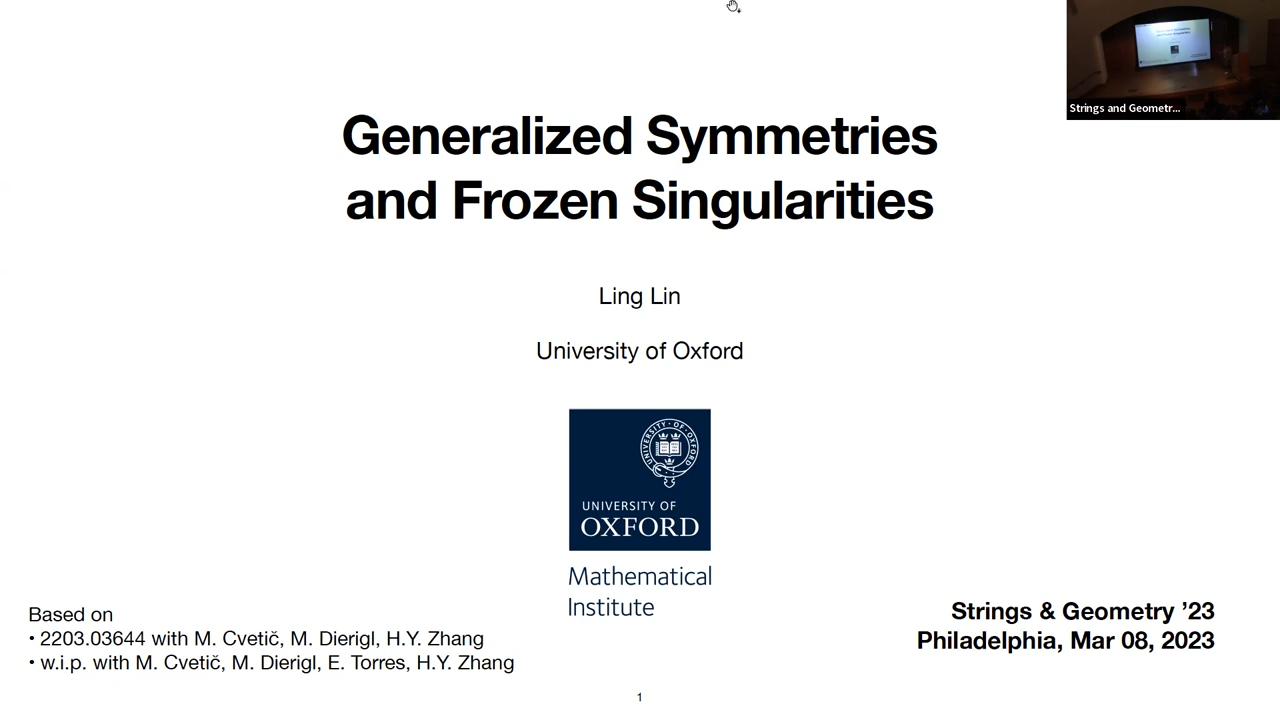 Strings and Geometr...
Generalized Symmetries
and Frozen Singularities
Ling Lin
University of Oxford
UNIVERSITY OF
OXFORD
Mathematical
Institute
Based on
• 2203.03644 with M. Cvetič, M. Dierigl, H.Y. Zhang
• w.i.p. with M. Cvetič, M. Dierigl, E. Torres, H.Y. Zhang
Strings & Geometry ’23
Philadelphia, Mar 08, 2023
1